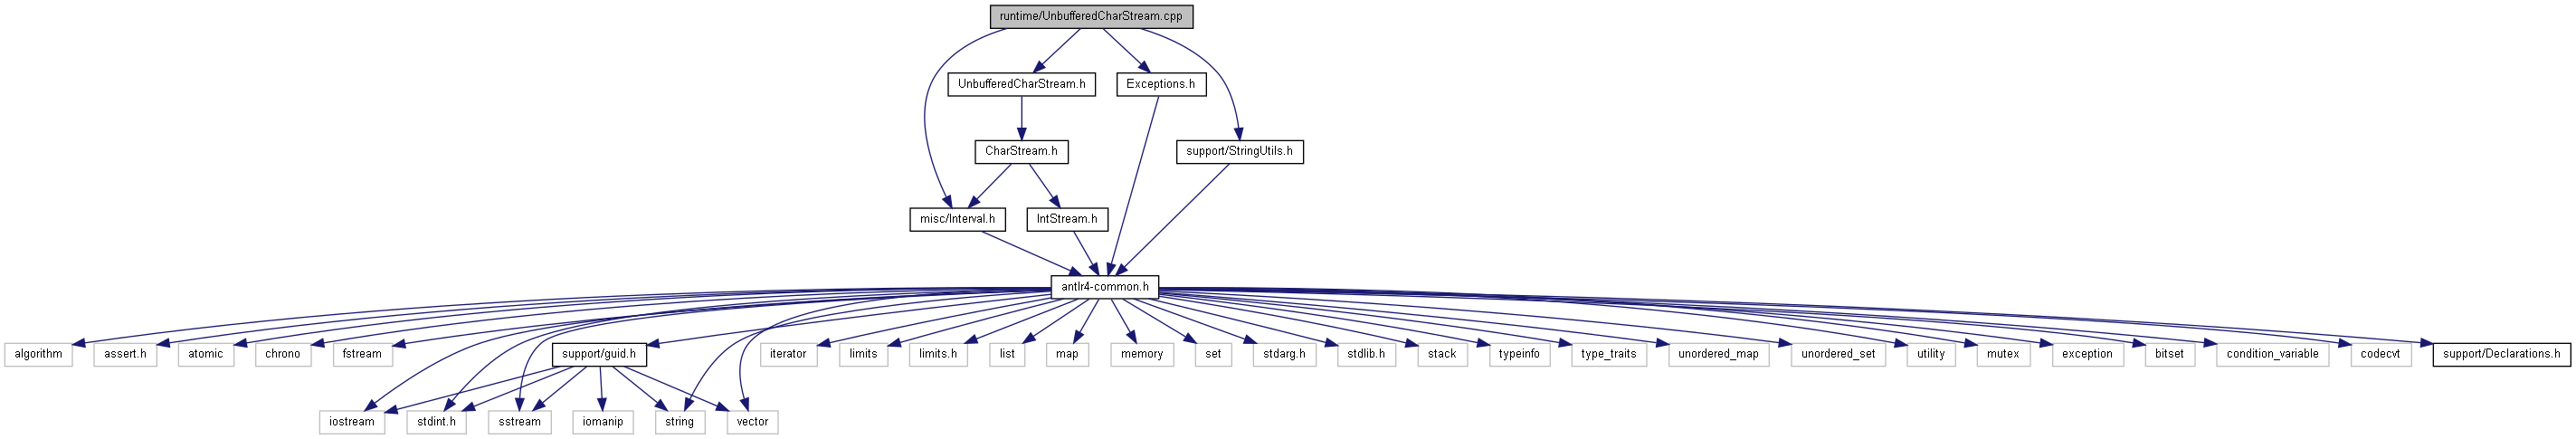 runtime/UnbufferedCharStream.cpp
UnbufferedCharStream.h
Exceptions.h
CharStream.h
support/StringUtils.h
misc/Interval.h
IntStream.h
antlr4-common.h
algorithm
assert.h
atomic
chrono
fstream
support/guid.h
iterator
limits
limits.h
list
map
memory
set
stdarg.h
stdlib.h
stack
typeinfo
type_traits
unordered_map
unordered_set
utility
mutex
exception
bitset
condition_variable
codecvt
support/Declarations.h
iostream
stdint.h
sstream
iomanip
string
vector